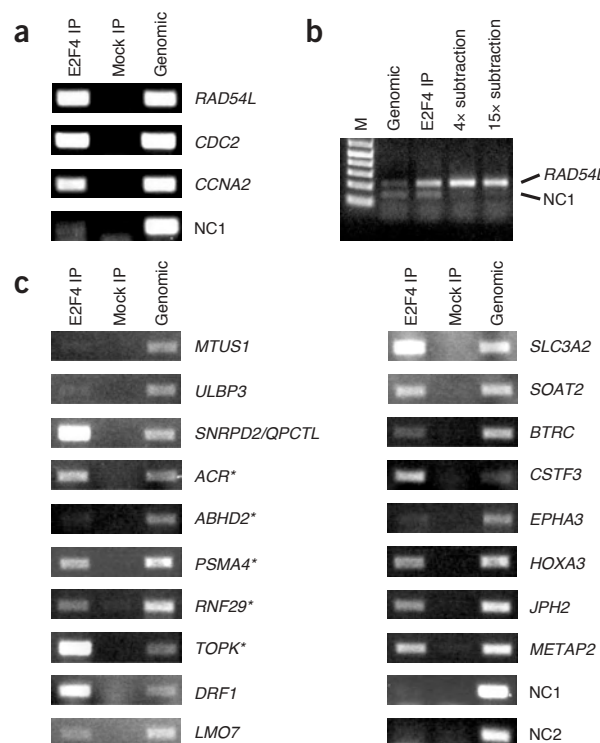 a
E2F4 IP
Mock IP
Genomic
RAD54L
CDC2
CCNA2
NC1
b
M
Genomic
E2F4 IP
4× subtraction
15× subtraction
RAD54L
NC1
c
E2F4 IP
Mock IP
Genomic
MTUS1
ULBP3
SNRPD2/QPCTL
ACR*
ABHD2*
PSMA4*
RNF29*
TOPK*
DRF1
LMO7
E2F4 IP
Mock IP
Genomic
SLC3A2
SOAT2
BTRC
CSTF3
EPHA3
HOXA3
JPH2
METAP2
NC1
NC2